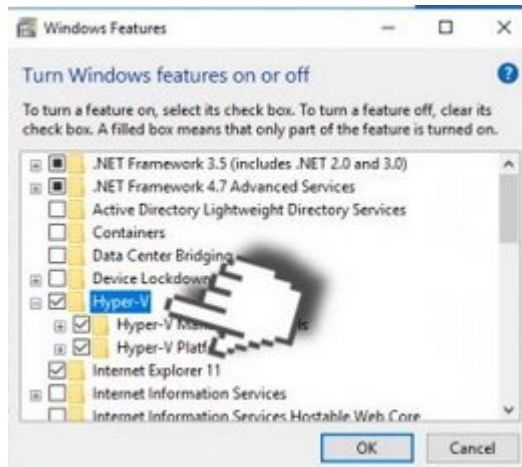 Windows Features
Turn Windows features on or off
To turn a feature on, select its check box. To turn a feature off, clear its
check box. A filled box means that only part of the feature is turned on.
.NET Framework 3.5 (includes .NET 2.0 and 3.0)
.NET Framework 4.7 Advanced Services
Active Directory Lightweight Directory Services
Containers
Data Center Bridging
Device Lockdown
Hyper-V
Hyper-V
Hyper-V
Internet Explorer 11
Internet Information Services
Internet Information Services Hostable Web Core
OK Cancel